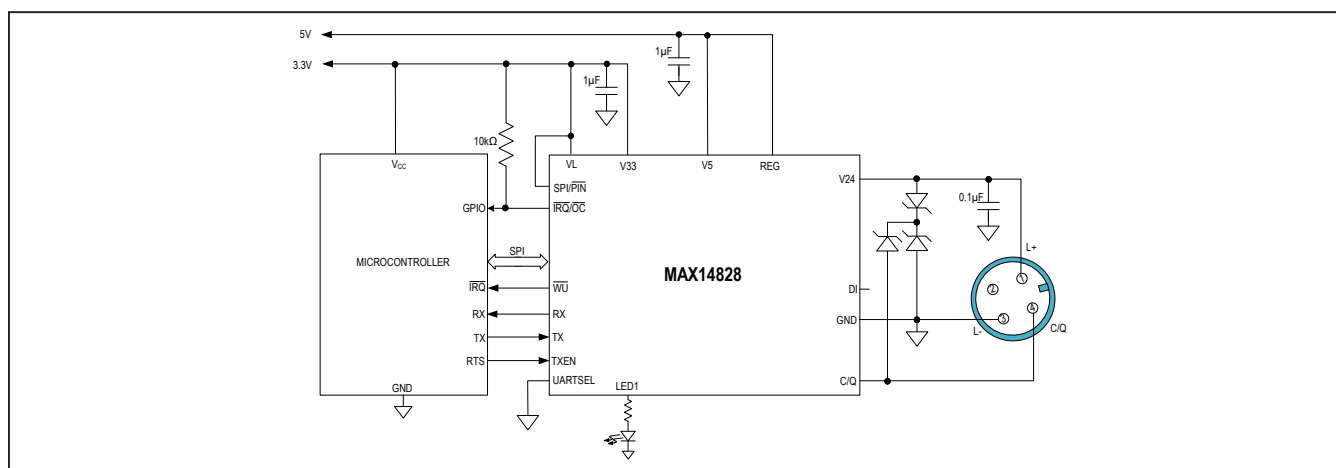 5V
3.3V
1µF
1µF
10kΩ
VCC
VL
V33
V5
REG
SPI/PIN
V24
GPIO
IRQ/OC
0.1µF
L+
SPI
MICROCONTROLLER
MAX14828
IRQ
WU
DI
1
2
RX
RX
4
GND
3
TX
TX
L-
C/Q
RTS
TXEN
GND
UARTSEL
LED1
C/Q